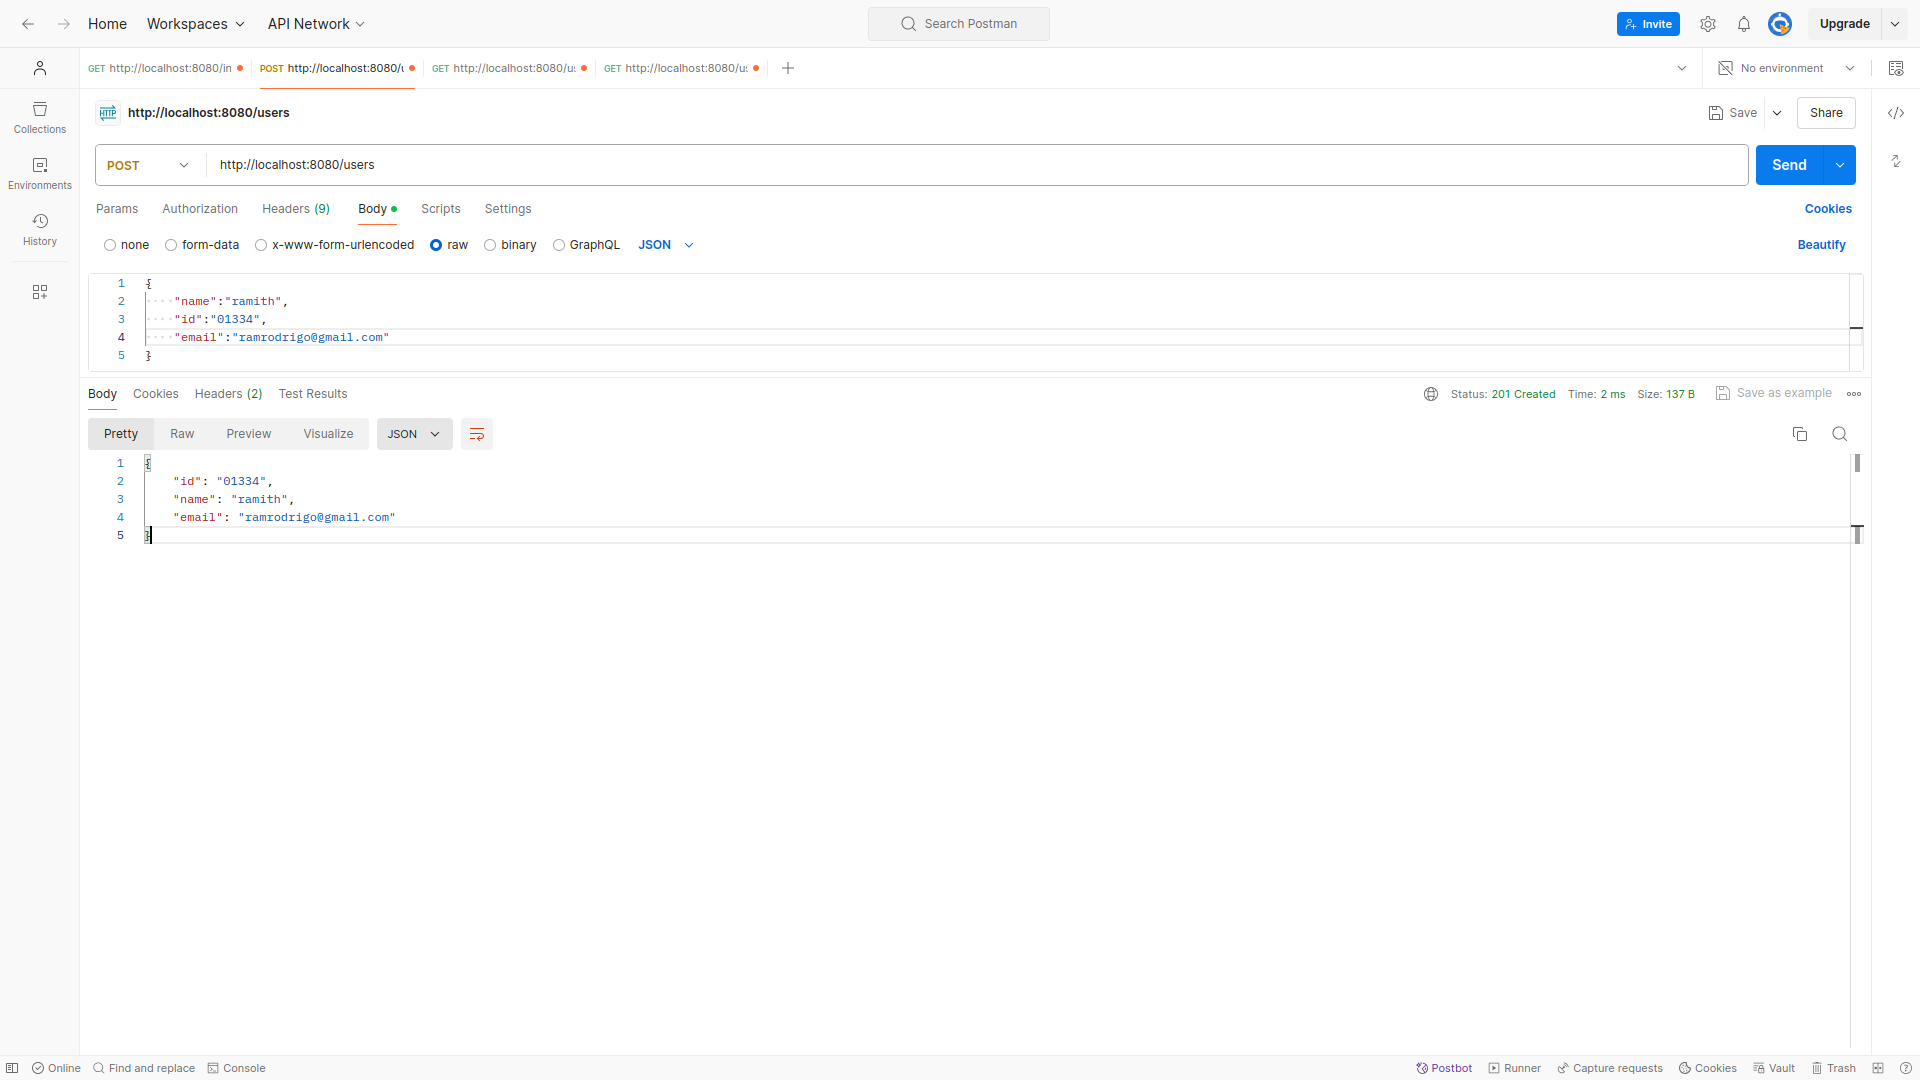 Home Workspaces API Network Search Postman Invite Upgrade
GET http://localhost:8080/in POST http://localhost:8080/u GET http://localhost:8080/us GET http://localhost:8080/us No environment
HTTP http://localhost:8080/users Save Share
Collections
POST http://localhost:8080/users Send
Environments
Params Authorization Headers (9) Body Scripts Settings Cookies
History
none form-data x-www-form-urlencoded raw binary GraphQL JSON Beautify
1 {
2 ····"name":"ramith",
3 ····"id":"01334",
4 ····"email":"ramrodrigo@gmail.com"
5 }
Body Cookies Headers (2) Test Results Status: 201 Created Time: 2 ms Size: 137 B Save as example
Pretty Raw Preview Visualize JSON
1 {
2 "id": "01334",
3 "name": "ramith",
4 "email": "ramrodrigo@gmail.com"
5 }
Online Find and replace Console Postbot Runner Capture requests Cookies Vault Trash